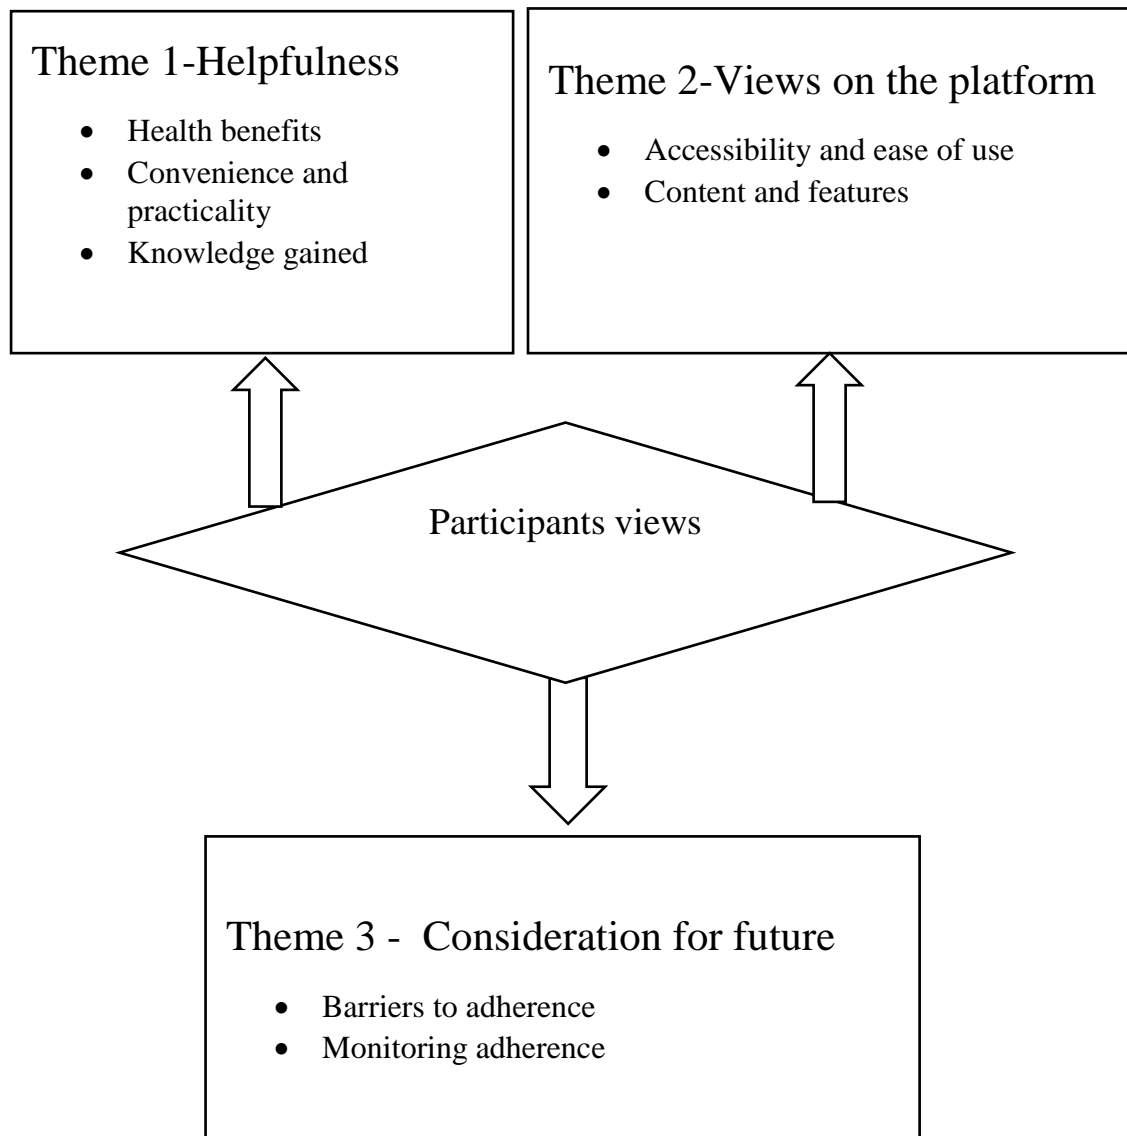 Theme 1-Helpfulness
• Health benefits
• Convenience and
practicality
• Knowledge gained
Theme 2-Views on the platform
• Accessibility and ease of use
• Content and features
Participants views
Theme 3 -  Consideration for future
• Barriers to adherence
• Monitoring adherence